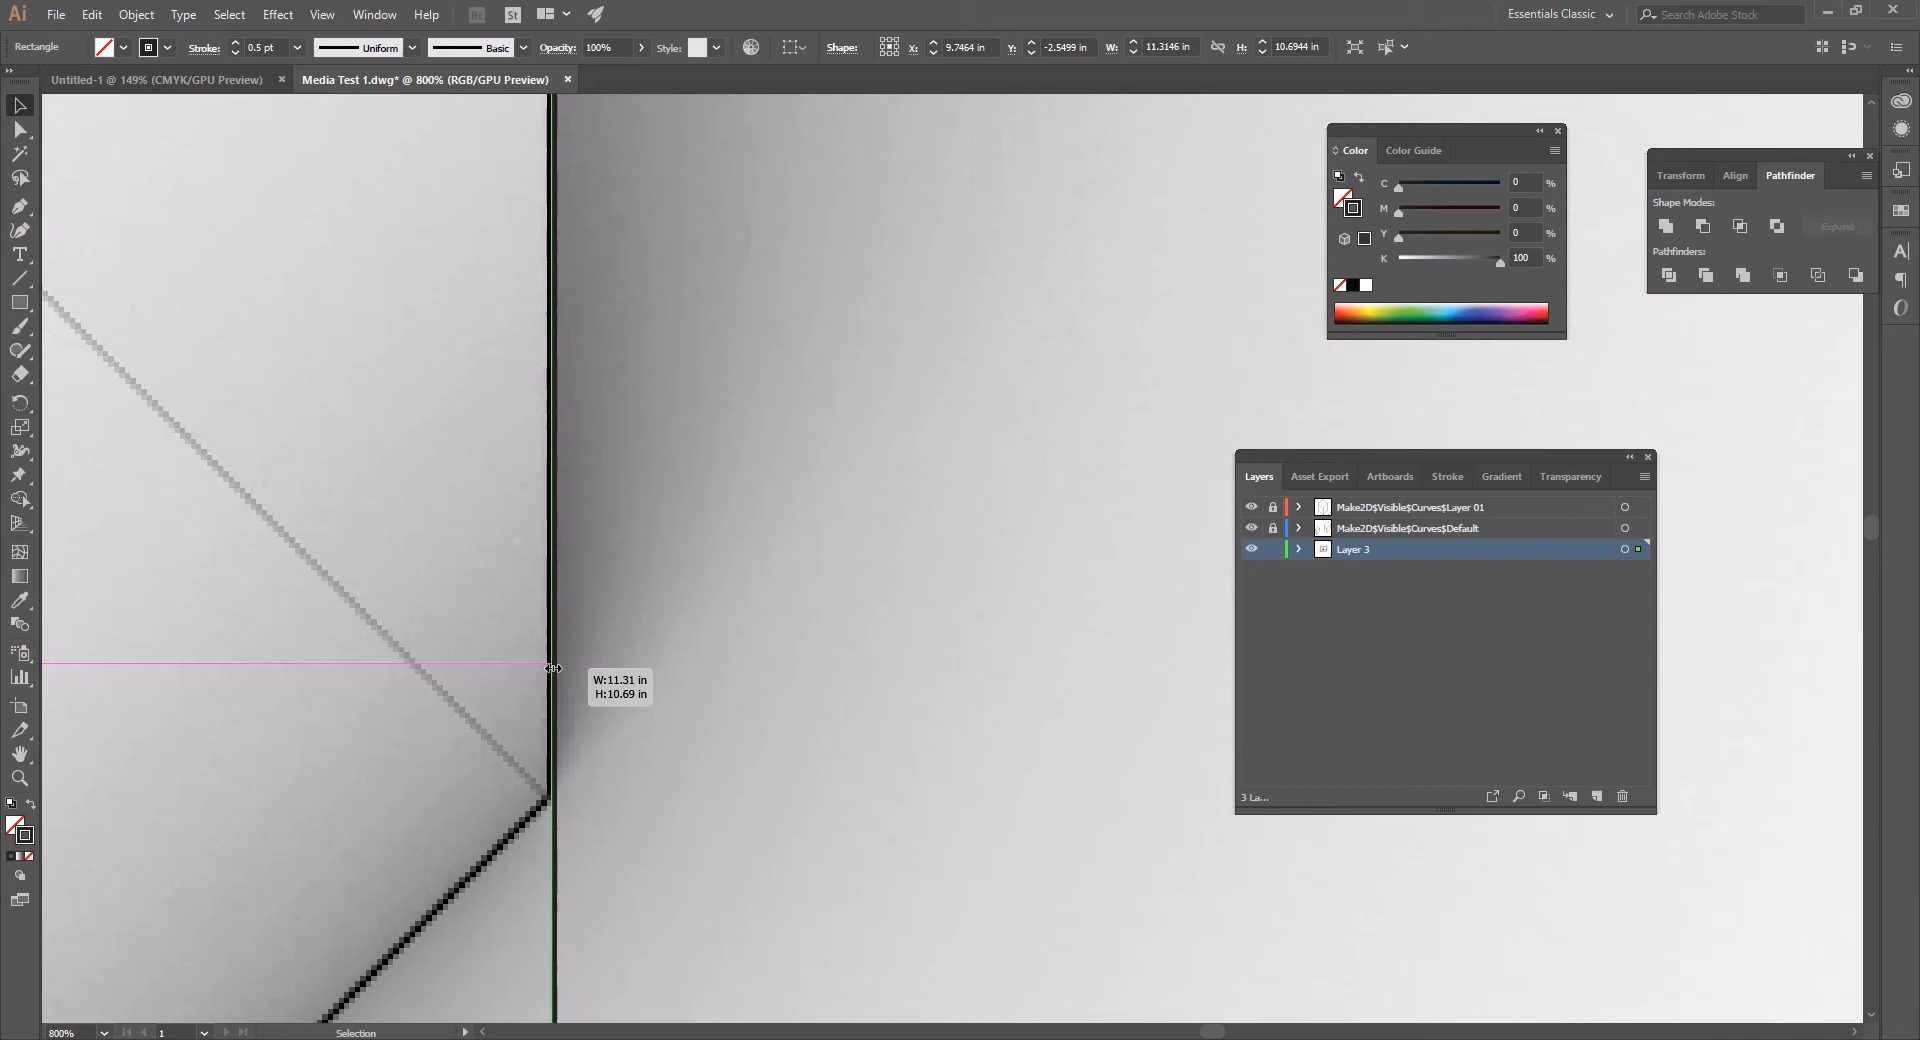 Ai File Edit Object Type Select Effect View Window Help Br St Essentials Classic Search Adobe Stock
Rectangle Stroke: 0.5 pt Uniform Basic Opacity: 100% Style: Shape: X: 9.7464 in Y: -2.5499 in W: 11.3146 in H: 10.6944 in
Untitled-1 @ 149% (CMYK/GPU Preview) Media Test 1.dwg* @ 800% (RGB/GPU Preview)
Color Color Guide
C 0 %
M 0 %
Y 0 %
K 100 %
Transform Align Pathfinder
Shape Modes:
Expand
Pathfinders:
W:11.31 in
H:10.69 in
Layers Asset Export Artboards Stroke Gradient Transparency
Make2D$Visible$Curves$Layer 01
Make2D$Visible$Curves$Default
Layer 3
3 La...
800% 1 Selection